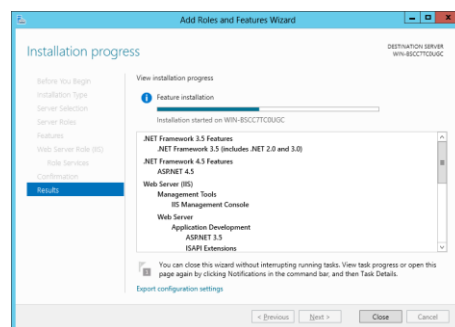 Add Roles and Features Wizard
Installation progress
DESTINATION SERVER
WIN-BSCC7TC0UGC
Before You Begin
Installation Type
Server Selection
Server Roles
Features
Web Server Role (IIS)
Role Services
Confirmation
Results
View installation progress
Feature installation
Installation started on WIN-BSCC7TC0UGC
.NET Framework 3.5 Features
.NET Framework 3.5 (includes .NET 2.0 and 3.0)
.NET Framework 4.5 Features
ASP.NET 4.5
Web Server (IIS)
Management Tools
IIS Management Console
Web Server
Application Development
ASP.NET 3.5
ISAPI Extensions
You can close this wizard without interrupting running tasks. View task progress or open this
page again by clicking Notifications in the command bar, and then Task Details.
Export configuration settings
< Previous
Next >
Close
Cancel